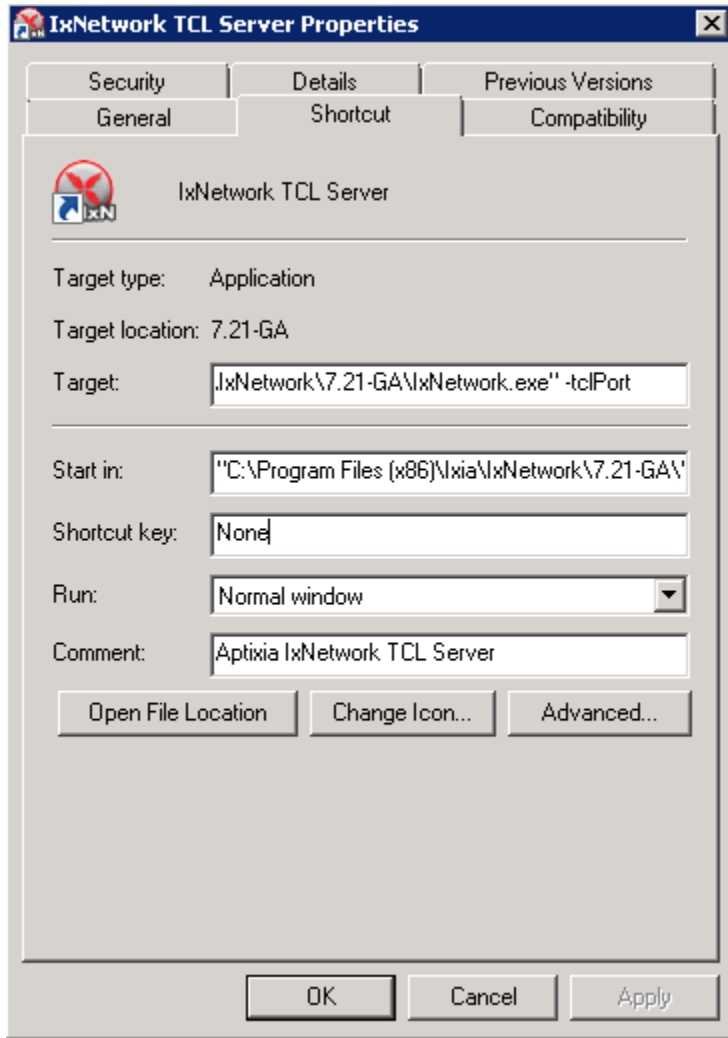 IxNetwork TCL Server Properties
Security Details Previous Versions
General Shortcut Compatibility
IxN
IxNetwork TCL Server
Target type: Application
Target location: 7.21-GA
Target: .IxNetwork\7.21-GA\IxNetwork.exe" -tclPort
Start in: "C:\Program Files (x86)\Ixia\IxNetwork\7.21-GA\"
Shortcut key: None
Run: Normal window
Comment: Aptixia IxNetwork TCL Server
Open File Location Change Icon... Advanced...
OK Cancel Apply